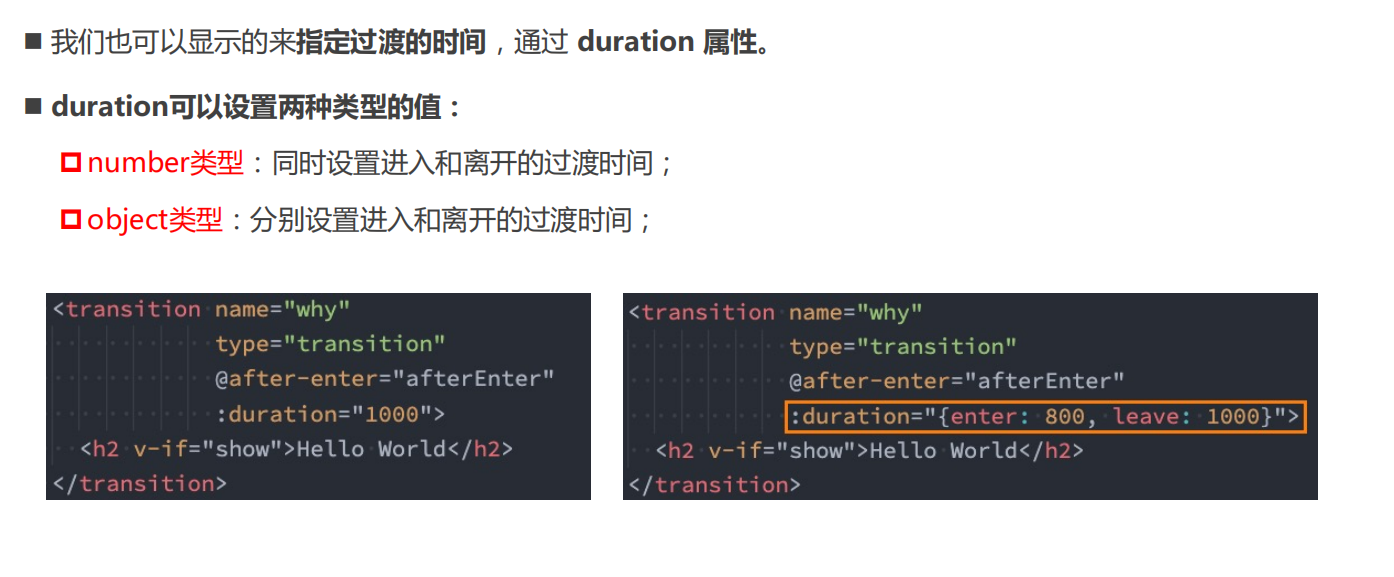 我们也可以显示的来指定过渡的时间，通过 duration 属性。
duration可以设置两种类型的值：
number类型：同时设置进入和离开的过渡时间；
object类型：分别设置进入和离开的过渡时间；
<transition name="why"
type="transition"
@after-enter="afterEnter"
:duration="1000">
<h2 v-if="show">Hello World</h2>
</transition>
<transition name="why"
type="transition"
@after-enter="afterEnter"
:duration="{enter: 800, leave: 1000}">
<h2 v-if="show">Hello World</h2>
</transition>